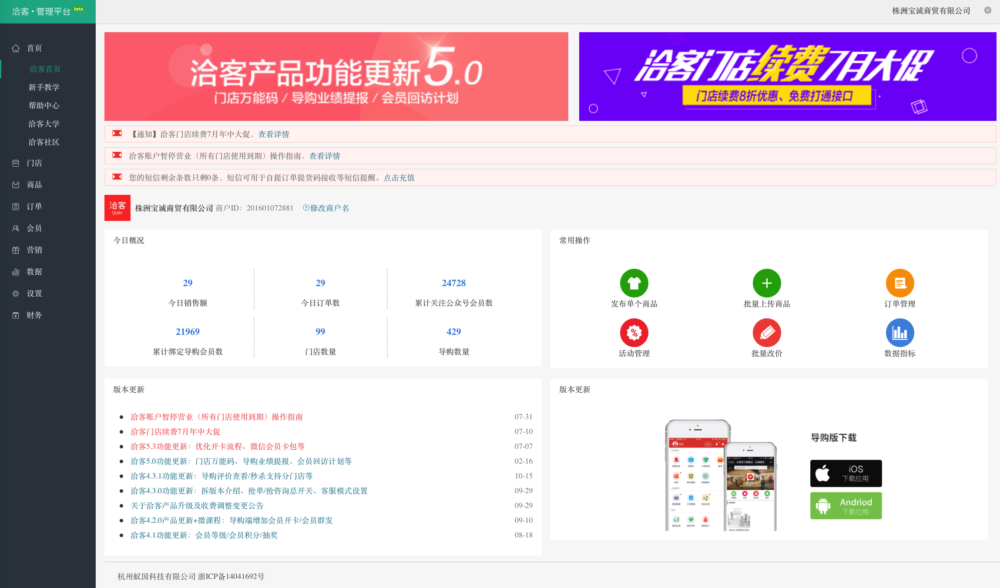 洽客·管理平台 beta
株洲宝诚商贸有限公司
首页
洽客首页
新手教学
帮助中心
洽客大学
洽客社区
门店
商品
订单
会员
营销
数据
设置
财务
洽客产品功能更新5.0
门店万能码 / 导购业绩提报 / 会员回访计划
洽客门店续费7月大促
门店续费8折优惠、免费打通接口
【通知】洽客门店续费7月年中大促，查看详情
洽客账户暂停营业（所有门店使用到期）操作指南，查看详情
您的短信剩余条数只剩0条，短信可用于自提订单提货码接收等短信提醒。点击充值
洽客
Qiakr
株洲宝诚商贸有限公司 商户ID：201601072881 修改商户名
今日概况
29 29 24728
今日销售额 今日订单数 累计关注公众号会员数
21969 99 429
累计绑定导购会员数 门店数量 导购数量
常用操作
发布单个商品 批量上传商品 订单管理
活动管理 批量改价 数据指标
版本更新
洽客账户暂停营业（所有门店使用到期）操作指南 07-31
洽客门店续费7月年中大促 07-10
洽客5.3功能更新：优化开卡流程、微信会员卡包等 07-07
洽客5.0功能更新：门店万能码、导购业绩提报、会员回访计划等 02-16
洽客4.3.1功能更新：导购评价查看/秒杀支持分门店等 10-15
洽客4.3.0功能更新：拆版本介绍、抢单/抢咨询总开关、客服模式设置 09-29
关于洽客产品升级及收费调整变更公告 09-29
洽客4.2.0产品更新+微课程：导购端增加会员开卡/会员群发 09-10
洽客4.1功能更新：会员等级/会员积分/抽奖 08-18
版本更新
导购版下载
iOS
下载应用
Andriod
下载应用
杭州蚁国科技有限公司 浙ICP备14041692号